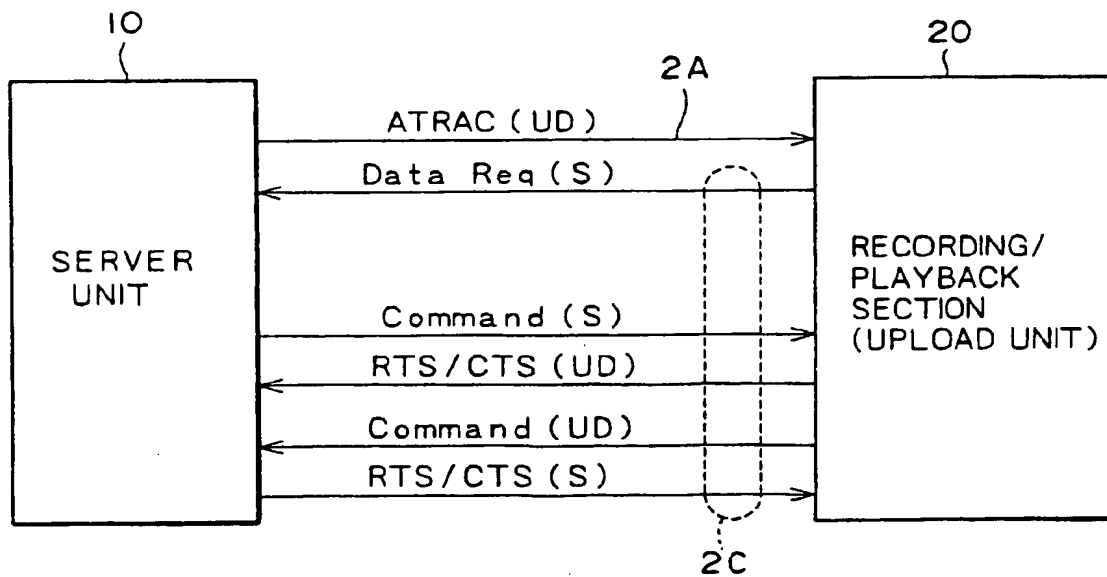 10
20
2A
ATRAC (UD)
Data Req (S)
SERVER
UNIT
RECORDING/
PLAYBACK
SECTION
(UPLOAD UNIT)
Command (S)
RTS/CTS (UD)
Command (UD)
RTS/CTS (S)
2C